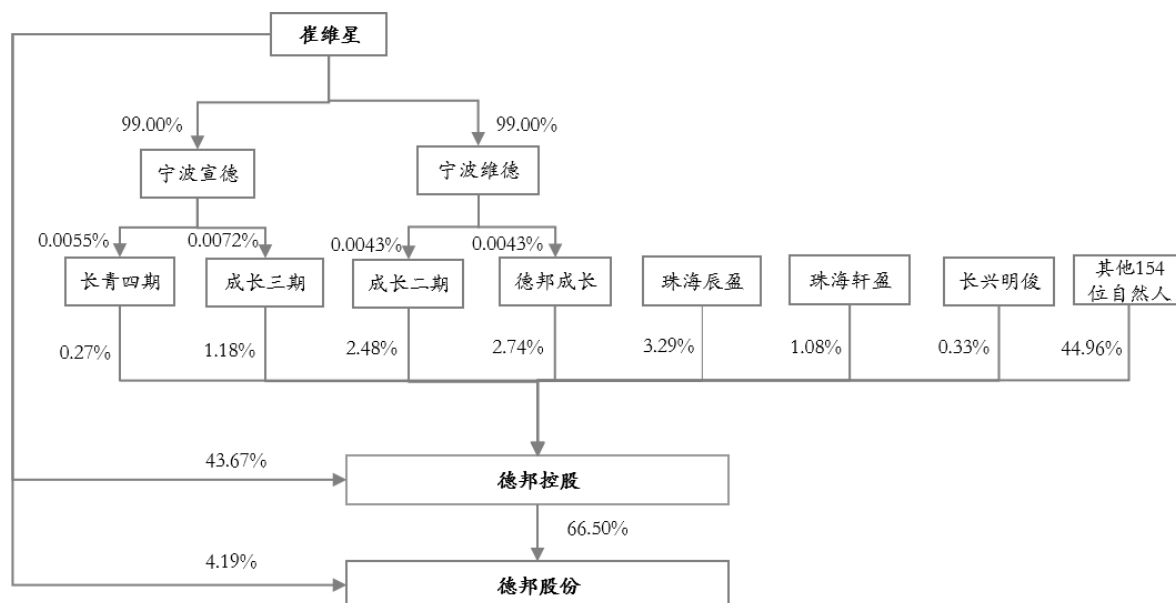 崔维星
99.00%
99.00%
宁波宣德
宁波维德
0.0055%
0.0072%
0.0043%
0.0043%
长青四期
成长三期
成长二期
德邦成长
珠海辰盈
珠海轩盈
长兴明俊
其他154
位自然人
0.27%
1.18%
2.48%
2.74%
3.29%
1.08%
0.33%
44.96%
43.67%
德邦控股
66.50%
4.19%
德邦股份